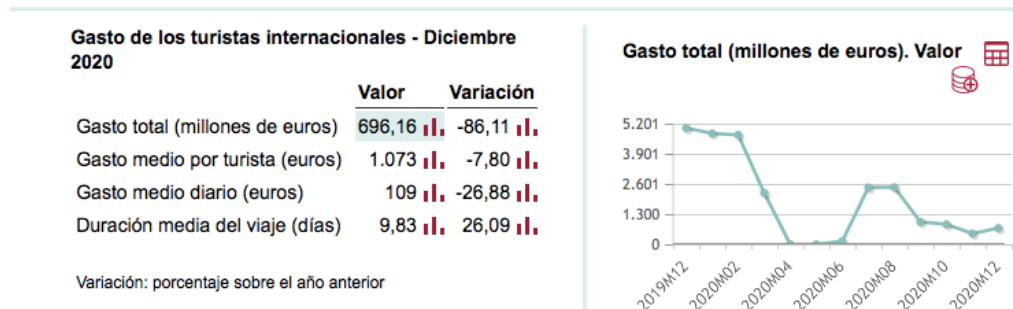 Gasto de los turistas internacionales - Diciembre
2020
Valor Variación
Gasto total (millones de euros) 696,16 -86,11
Gasto medio por turista (euros) 1.073 -7,80
Gasto medio diario (euros) 109 -26,88
Duración media del viaje (días) 9,83 26,09
Variación: porcentaje sobre el año anterior
Gasto total (millones de euros). Valor
5.201
3.901
2.601
1.300
0
2019M12 2020M02 2020M04 2020M06 2020M08 2020M10 2020M12